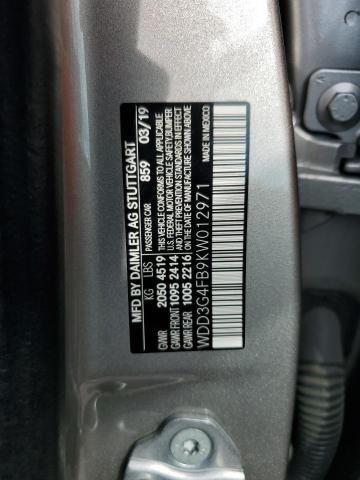 MFD BY DAIMLER AG STUTTGART
PASSENGER CAR 859 03/19
KG LBS
GVWR 2050 4519
GAWR FRONT 1095 2414
GAWR REAR 1005 2216
THIS VEHICLE CONFORMS TO ALL APPLICABLE
U.S. FEDERAL MOTOR VEHICLE SAFETY, BUMPER
AND THEFT PREVENTION STANDARDS IN EFFECT
ON THE DATE OF MANUFACTURE SHOWN ABOVE.
MADE IN MEXICO
WDD3G4FB9KW012971